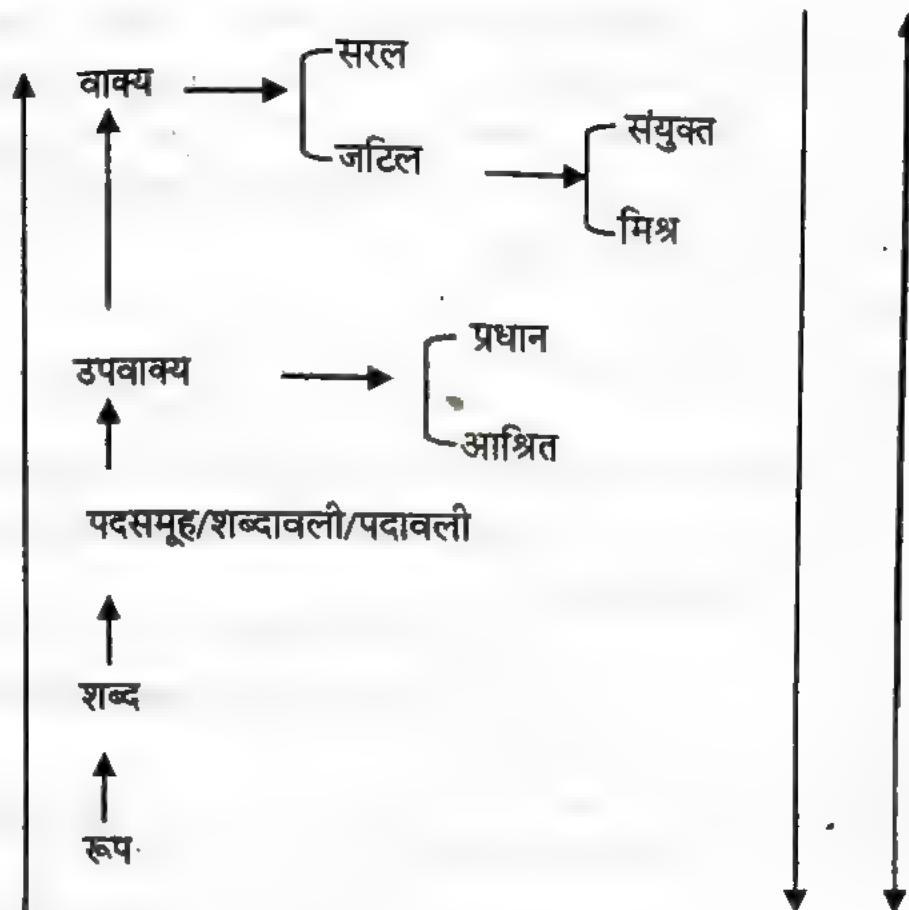 सरल
वाक्य
जटिल
संयुक्त
मिश्र
प्रधान
उपवाक्य
आश्रित
पदसमूह/शब्दावली/पदावली
शब्द
रूप